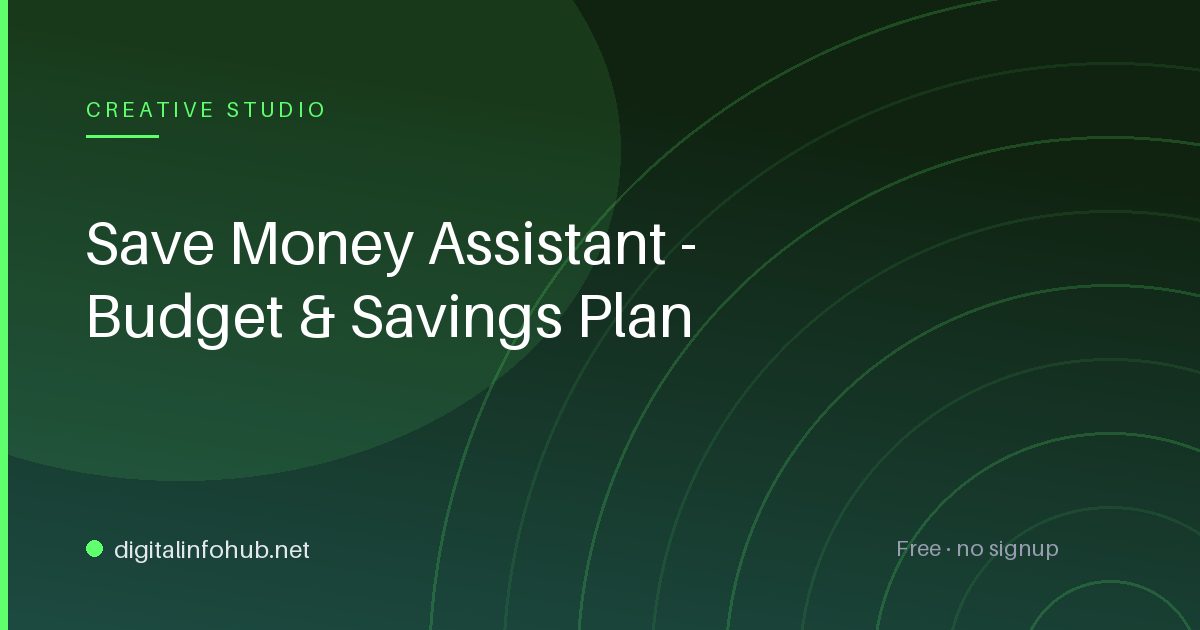 CREATIVE STUDIO
Save Money Assistant -
Budget & Savings Plan
digitalinfohub.net
Free · no signup